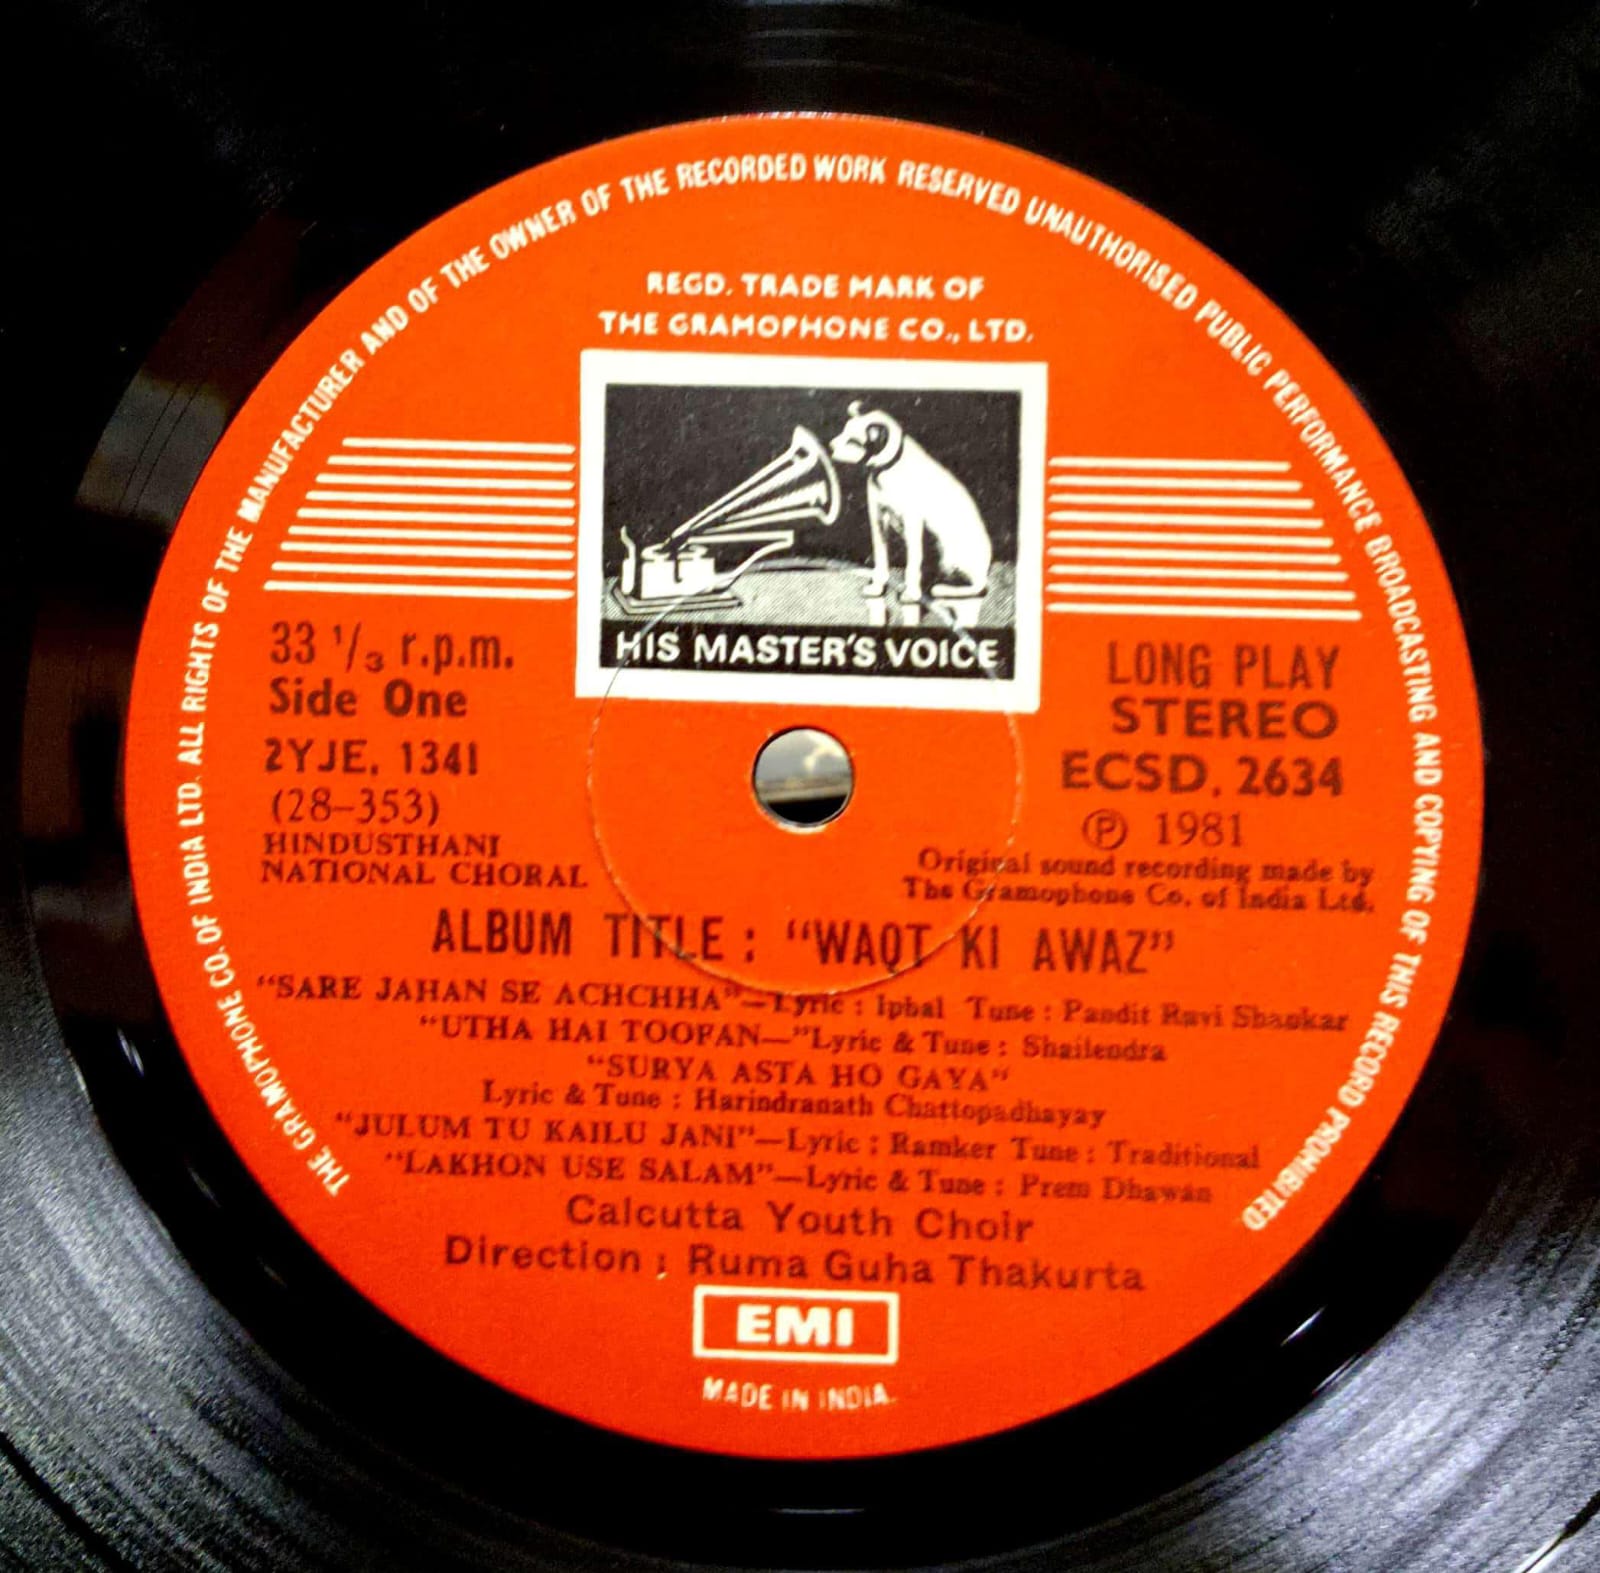 THE GRAMOPHONE CO. OF INDIA LTD. ALL RIGHTS OF THE MANUFACTURER AND OF THE OWNER OF THE RECORDED WORK RESERVED UNAUTHORISED PUBLIC PERFORMANCE BROADCASTING AND COPYING OF THIS RECORD PROHIBITED
REGD. TRADE MARK OF
THE GRAMOPHONE CO., LTD.
HIS MASTER'S VOICE
33 1/3 r.p.m.
Side One
2YJE. 1341
(28-353)
HINDUSTHANI
NATIONAL CHORAL
LONG PLAY
STEREO
ECSD. 2634
Ⓟ 1981
Original sound recording made by
The Gramophone Co. of India Ltd.
ALBUM TITLE : "WAQT KI AWAZ"
"SARE JAHAN SE ACHCHHA"—Lyric : Ipbal Tune : Pandit Ravi Shankar
"UTHA HAI TOOFAN—"Lyric & Tune : Shailendra
"SURYA ASTA HO GAYA"
Lyric & Tune : Harindranath Chattopadhayay
"JULUM TU KAILU JANI"—Lyric : Ramker Tune : Traditional
"LAKHON USE SALAM"—Lyric & Tune : Prem Dhawan
Calcutta Youth Choir
Direction : Ruma Guha Thakurta
EMI
MADE IN INDIA